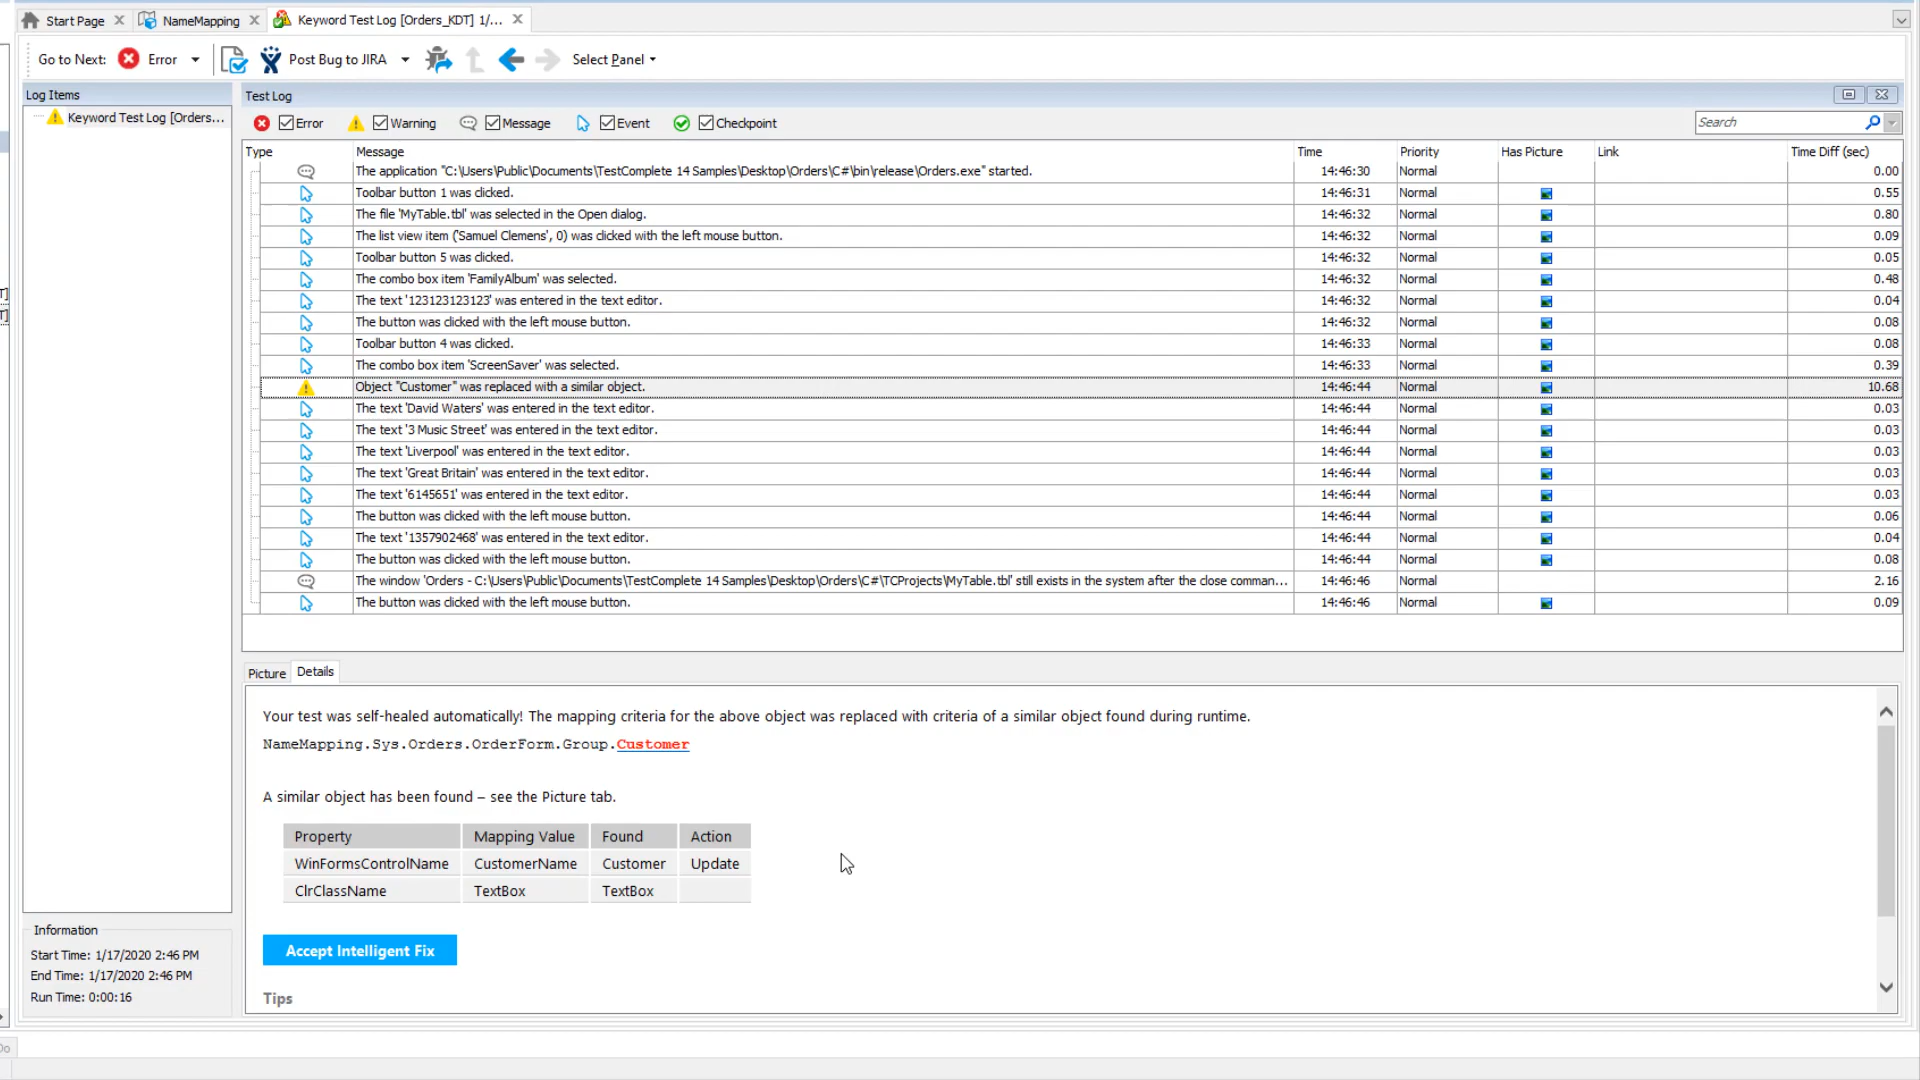 Start Page
NameMapping
Keyword Test Log [Orders_KDT] 1/...
Go to Next:
Error
Post Bug to JIRA
Select Panel
Log Items
Keyword Test Log [Orders...
Test Log
Error
Warning
Message
Event
Checkpoint
Search
Type Message Time Priority Has Picture Link Time Diff (sec)
The application "C:\Users\Public\Documents\TestComplete 14 Samples\Desktop\Orders\C#\bin\release\Orders.exe" started. 14:46:30 Normal 0.00
Toolbar button 1 was clicked. 14:46:31 Normal 0.55
The file 'MyTable.tbl' was selected in the Open dialog. 14:46:32 Normal 0.80
The list view item ('Samuel Clemens', 0) was clicked with the left mouse button. 14:46:32 Normal 0.09
Toolbar button 5 was clicked. 14:46:32 Normal 0.05
The combo box item 'FamilyAlbum' was selected. 14:46:32 Normal 0.48
The text '123123123123' was entered in the text editor. 14:46:32 Normal 0.04
The button was clicked with the left mouse button. 14:46:32 Normal 0.08
Toolbar button 4 was clicked. 14:46:33 Normal 0.08
The combo box item 'ScreenSaver' was selected. 14:46:33 Normal 0.39
Object "Customer" was replaced with a similar object. 14:46:44 Normal 10.68
The text 'David Waters' was entered in the text editor. 14:46:44 Normal 0.03
The text '3 Music Street' was entered in the text editor. 14:46:44 Normal 0.03
The text 'Liverpool' was entered in the text editor. 14:46:44 Normal 0.03
The text 'Great Britain' was entered in the text editor. 14:46:44 Normal 0.03
The text '6145651' was entered in the text editor. 14:46:44 Normal 0.03
The button was clicked with the left mouse button. 14:46:44 Normal 0.06
The text '1357902468' was entered in the text editor. 14:46:44 Normal 0.04
The button was clicked with the left mouse button. 14:46:44 Normal 0.08
The window 'Orders - C:\Users\Public\Documents\TestComplete 14 Samples\Desktop\Orders\C#\TCProjects\MyTable.tbl' still exists in the system after the close comman... 14:46:46 Normal 2.16
The button was clicked with the left mouse button. 14:46:46 Normal 0.09
Picture
Details
Your test was self-healed automatically! The mapping criteria for the above object was replaced with criteria of a similar object found during runtime.
NameMapping.Sys.Orders.OrderForm.Group.Customer
A similar object has been found – see the Picture tab.
Property Mapping Value Found Action
WinFormsControlName CustomerName Customer Update
ClrClassName TextBox TextBox
Accept Intelligent Fix
Tips
Information
Start Time: 1/17/2020 2:46 PM
End Time: 1/17/2020 2:46 PM
Run Time: 0:00:16